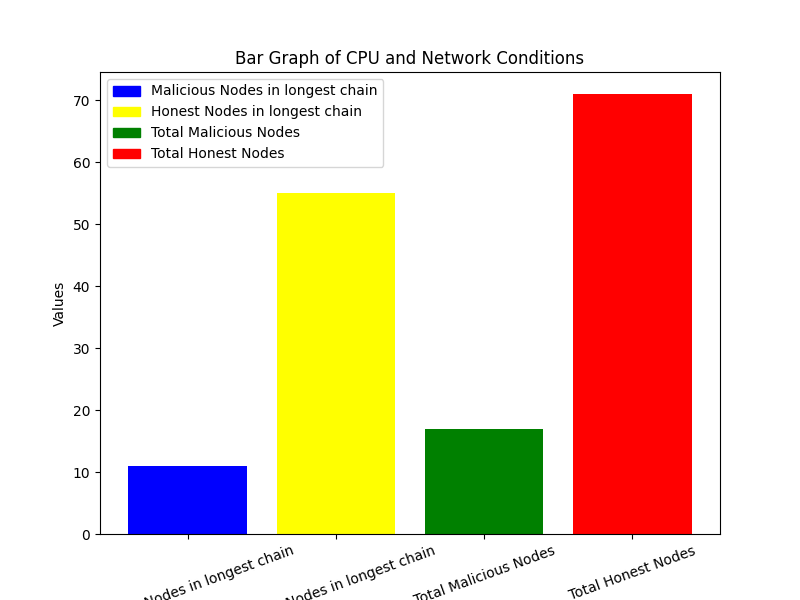 Bar Graph of CPU and Network Conditions
Malicious Nodes in longest chain
Honest Nodes in longest chain
Total Malicious Nodes
Total Honest Nodes
Values
70
60
50
40
30
20
10
0
Nodes in longest chain
Nodes in longest chain
Total Malicious Nodes
Total Honest Nodes